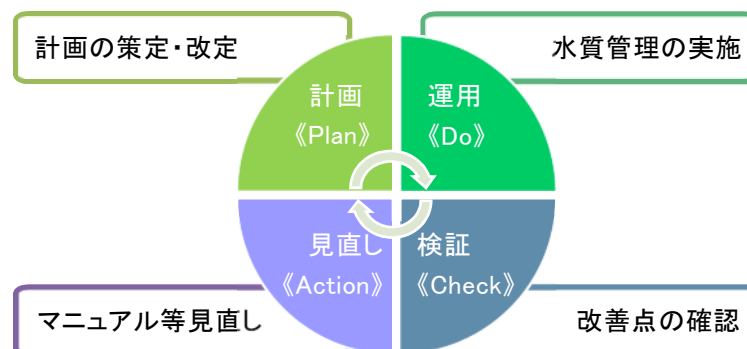 計画の策定・改定
水質管理の実施
計画
《Plan》
運用
《Do》
見直し
《Action》
検証
《Check》
マニュアル等見直し
改善点の確認